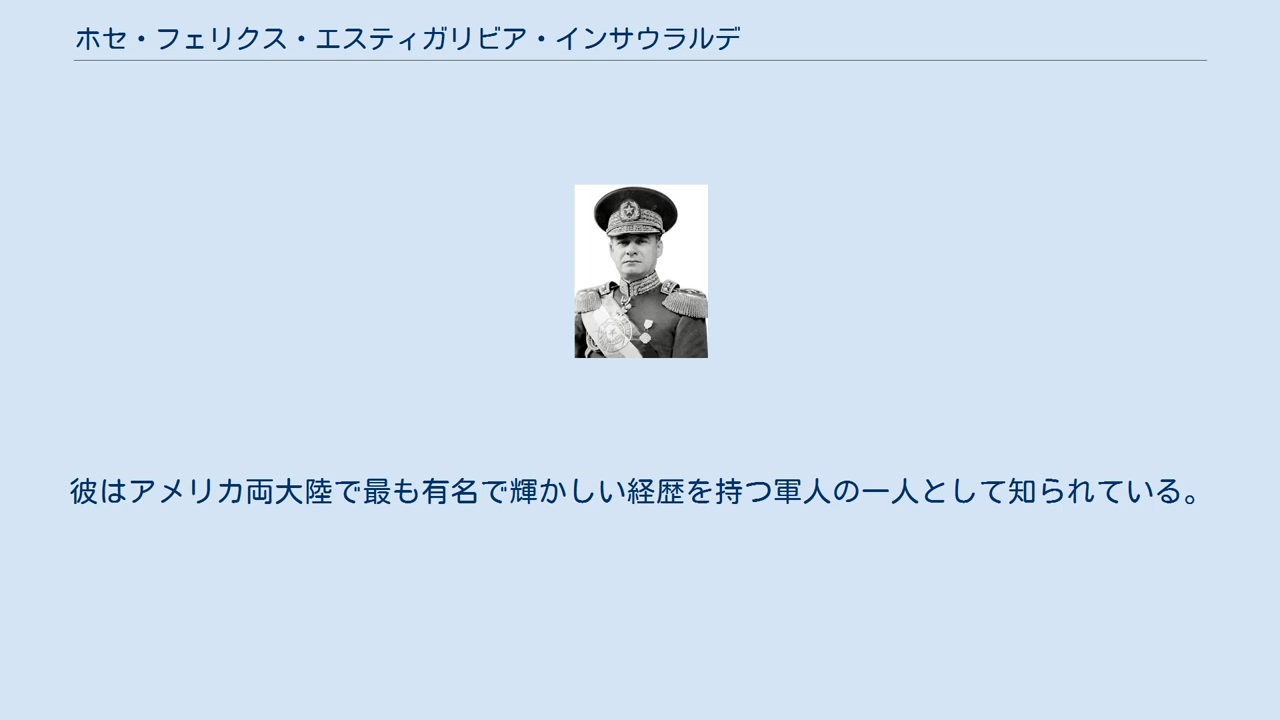 ホセ・フェリクス・エスティガリビア・インサウラルデ
彼はアメリカ両大陸で最も有名で輝かしい経歴を持つ軍人の一人として知られている。